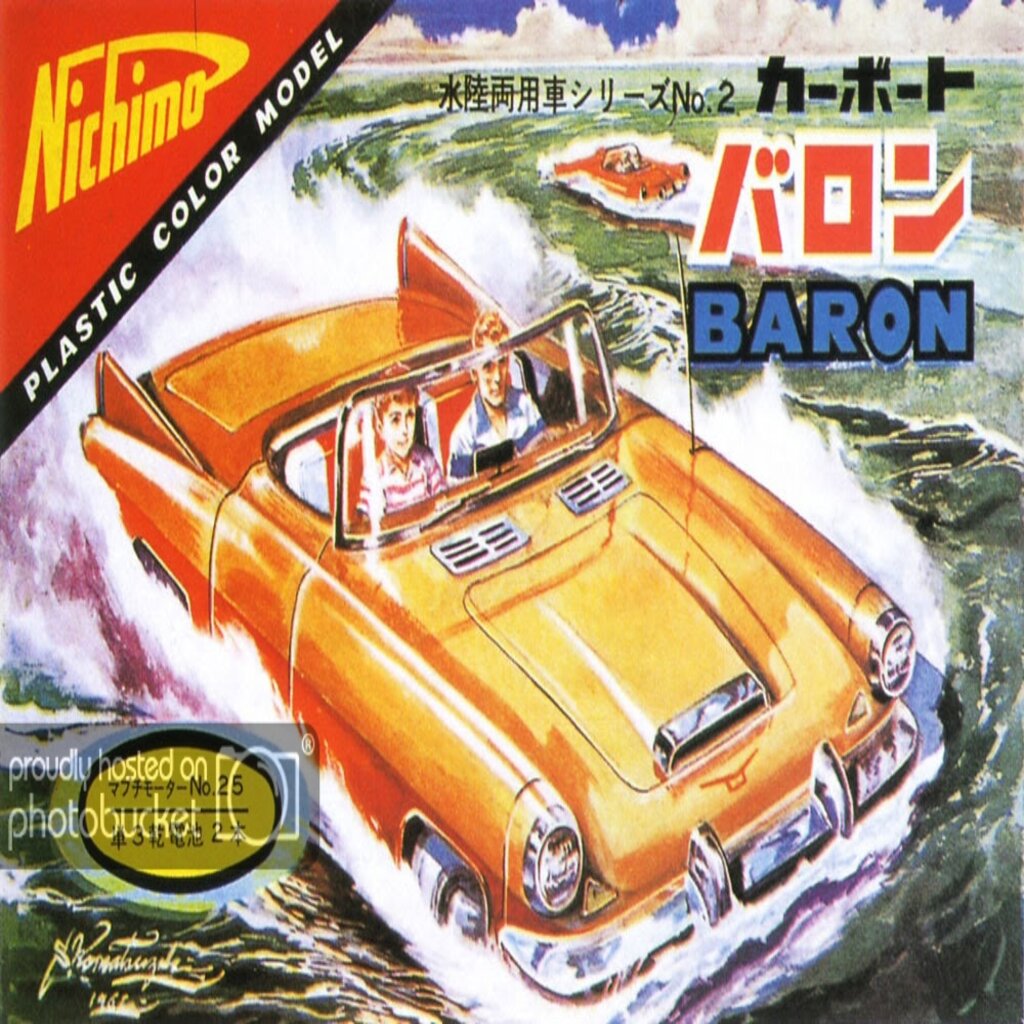 Nichimo
PLASTIC COLOR MODEL
水陸両用車シリーズNo.2 カーボート
バロン
BARON
proudly hosted on
photobucket
®
マブチモーターNo.25
単3乾電池2本
S.Komatsuzaki